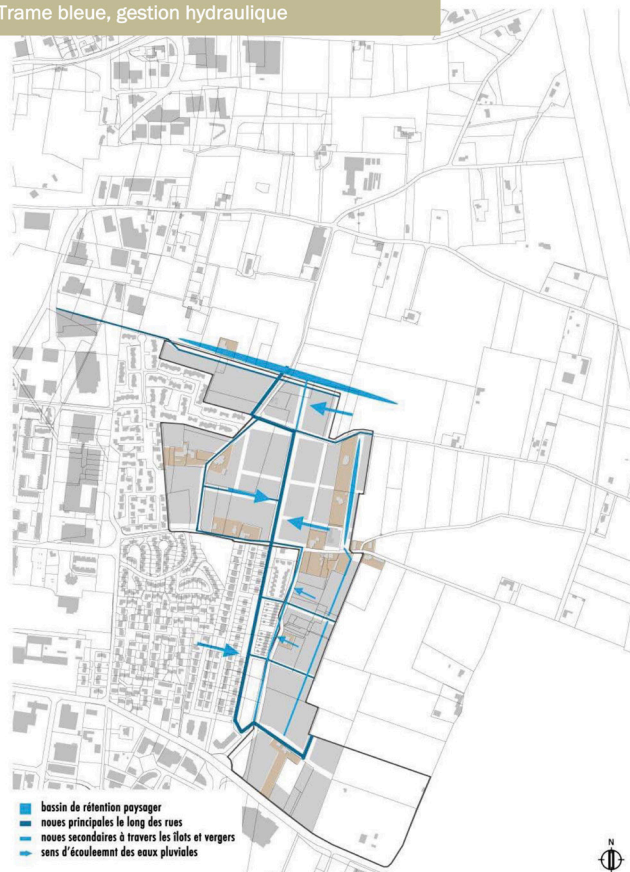 Trame bleue, gestion hydraulique
bassin de rétention paysager
noues principales le long des rues
noues secondaires à travers les îlots et vergers
sens d'écouleemnt des eaux pluviales
N